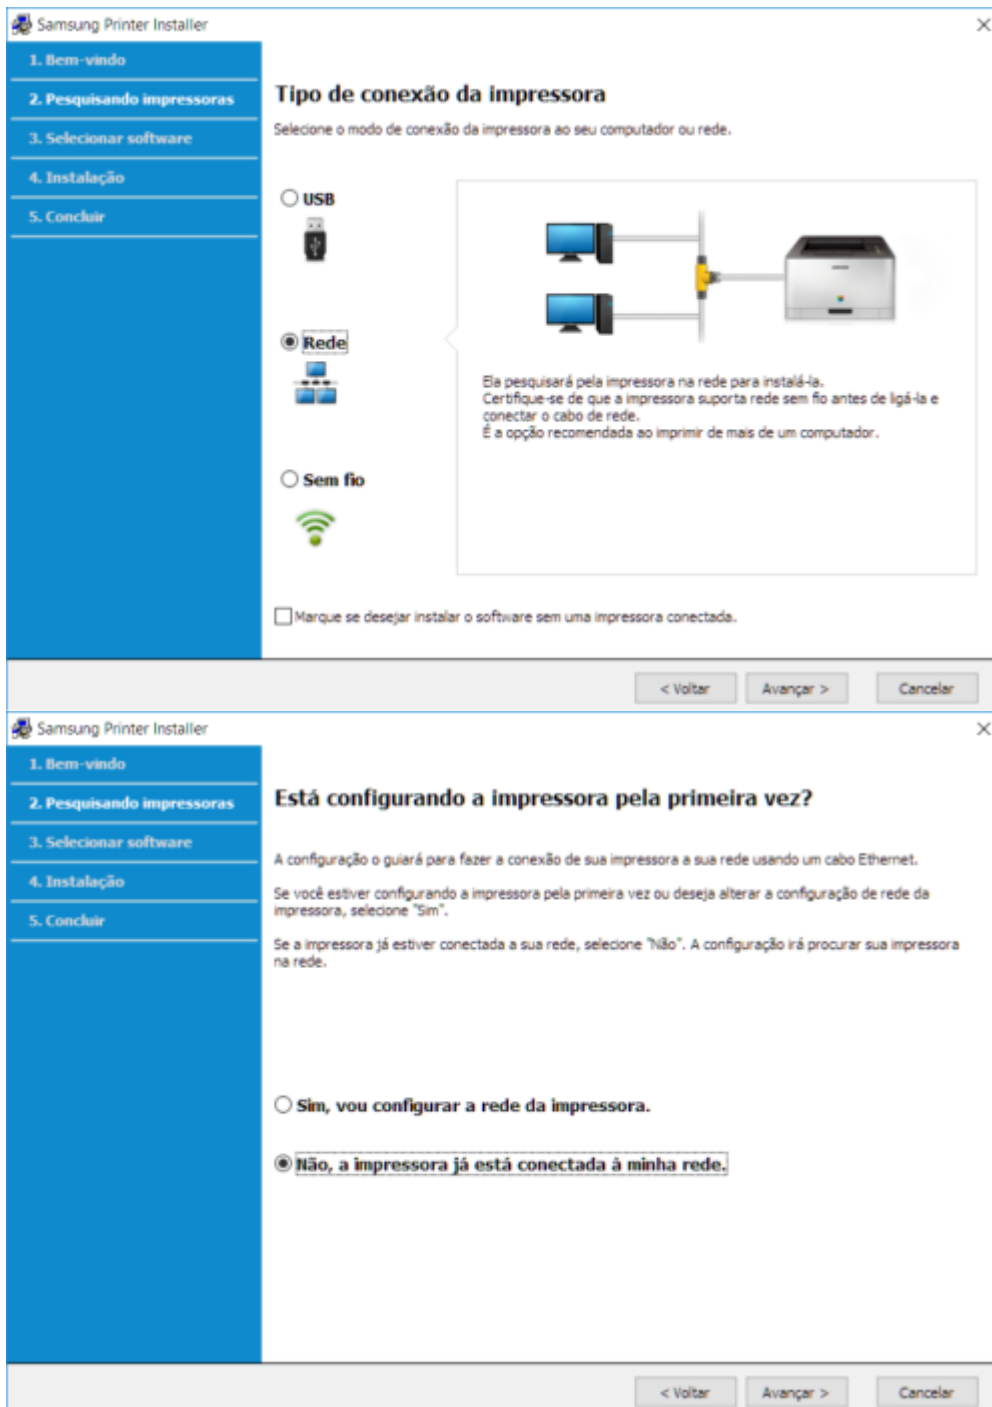 Samsung Printer Installer
1. Bem-vindo
2. Pesquisando impressoras
3. Selecionar software
4. Instalação
5. Concluir
Tipo de conexão da impressora
Selecione o modo de conexão da impressora ao seu computador ou rede.
USB
Rede
Sem fio
Ela pesquisará pela impressora na rede para instalá-la.
Certifique-se de que a impressora suporta rede sem fio antes de ligá-la e
conectar o cabo de rede.
É a opção recomendada ao imprimir de mais de um computador.
Marque se desejar instalar o software sem uma impressora conectada.
< Voltar
Avançar >
Cancelar
Samsung Printer Installer
1. Bem-vindo
2. Pesquisando impressoras
3. Selecionar software
4. Instalação
5. Concluir
Está configurando a impressora pela primeira vez?
A configuração o guiará para fazer a conexão de sua impressora a sua rede usando um cabo Ethernet.
Se você estiver configurando a impressora pela primeira vez ou deseja alterar a configuração de rede da
impressora, selecione "Sim".
Se a impressora já estiver conectada a sua rede, selecione "Não". A configuração irá procurar sua impressora
na rede.
Sim, vou configurar a rede da impressora.
Não, a impressora já está conectada à minha rede.
< Voltar
Avançar >
Cancelar